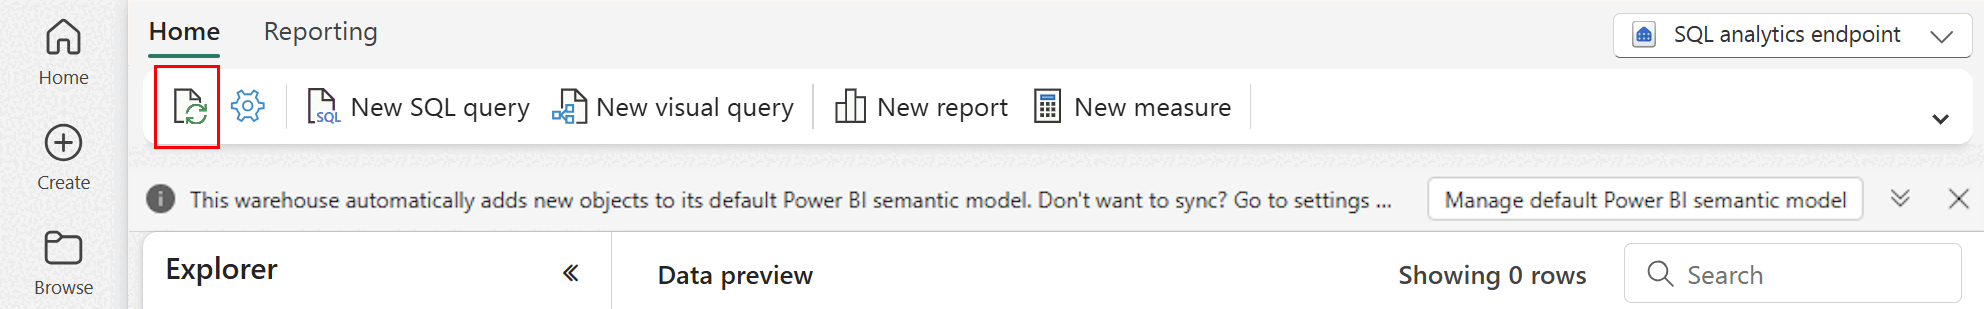 Home
Create
Browse
Home Reporting
SQL analytics endpoint
SQL New SQL query New visual query New report New measure
This warehouse automatically adds new objects to its default Power BI semantic model. Don't want to sync? Go to settings ... Manage default Power BI semantic model
Explorer
Data preview Showing 0 rows Search